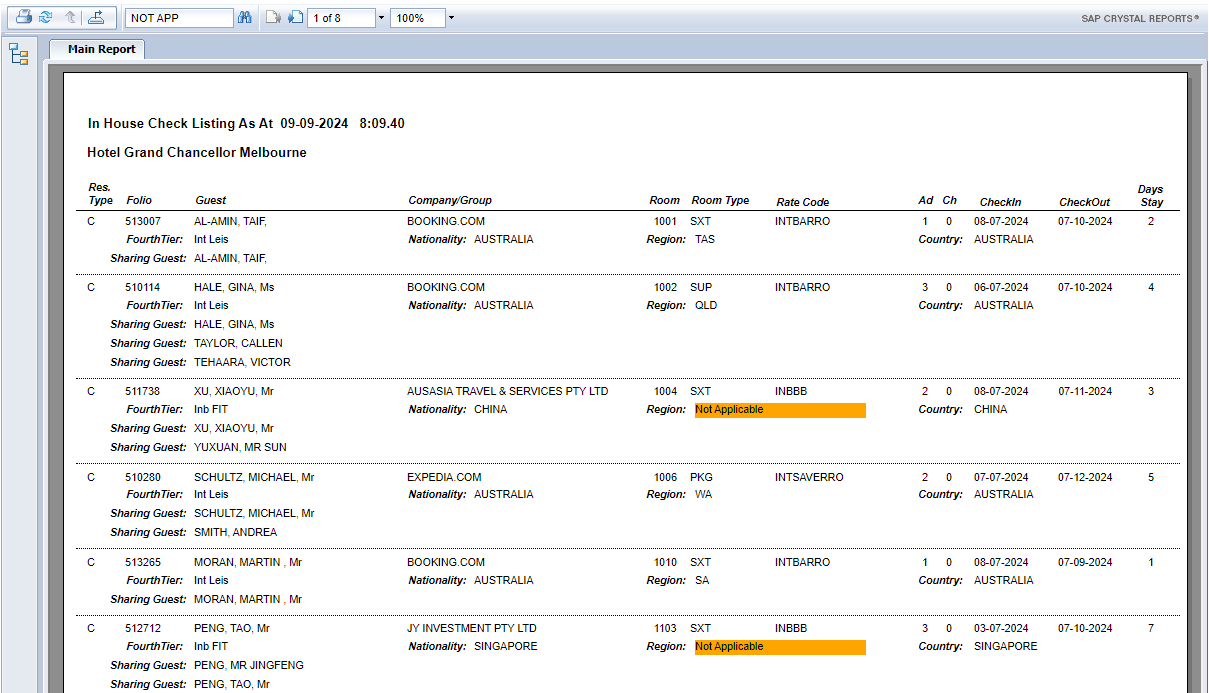 NOT APP 1 of 8 100% SAP CRYSTAL REPORTS®
Main Report
In House Check Listing As At 09-09-2024 8:09.40
Hotel Grand Chancellor Melbourne
Res. Type Folio Guest Company/Group Room Room Type Rate Code Ad Ch CheckIn CheckOut Days Stay
C 513007 AL-AMIN, TAIF, BOOKING.COM 1001 SXT INTBARRO 1 0 08-07-2024 07-10-2024 2
FourthTier: Int Leis Nationality: AUSTRALIA Region: TAS Country: AUSTRALIA
Sharing Guest: AL-AMIN, TAIF,
C 510114 HALE, GINA, Ms BOOKING.COM 1002 SUP INTBARRO 3 0 06-07-2024 07-10-2024 4
FourthTier: Int Leis Nationality: AUSTRALIA Region: QLD Country: AUSTRALIA
Sharing Guest: HALE, GINA, Ms
Sharing Guest: TAYLOR, CALLEN
Sharing Guest: TEHAARA, VICTOR
C 511738 XU, XIAOYU, Mr AUSASIA TRAVEL & SERVICES PTY LTD 1004 SXT INBBB 2 0 08-07-2024 07-11-2024 3
FourthTier: Inb FIT Nationality: CHINA Region: Not Applicable Country: CHINA
Sharing Guest: XU, XIAOYU, Mr
Sharing Guest: YUXUAN, MR SUN
C 510280 SCHULTZ, MICHAEL, Mr EXPEDIA.COM 1006 PKG INTSAVERRO 2 0 07-07-2024 07-12-2024 5
FourthTier: Int Leis Nationality: AUSTRALIA Region: WA Country: AUSTRALIA
Sharing Guest: SCHULTZ, MICHAEL, Mr
Sharing Guest: SMITH, ANDREA
C 513265 MORAN, MARTIN , Mr BOOKING.COM 1010 SXT INTBARRO 1 0 08-07-2024 07-09-2024 1
FourthTier: Int Leis Nationality: AUSTRALIA Region: SA Country: AUSTRALIA
Sharing Guest: MORAN, MARTIN , Mr
C 512712 PENG, TAO, Mr JY INVESTMENT PTY LTD 1103 SXT INBBB 3 0 03-07-2024 07-10-2024 7
FourthTier: Inb FIT Nationality: SINGAPORE Region: Not Applicable Country: SINGAPORE
Sharing Guest: PENG, MR JINGFENG
Sharing Guest: PENG, TAO, Mr